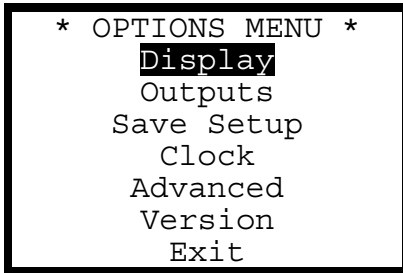 * OPTIONS MENU *
Display
Outputs
Save Setup
Clock
Advanced
Version
Exit